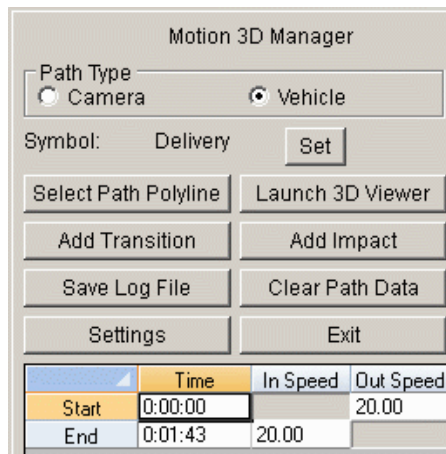 Motion 3D Manager
Path Type
Camera Vehicle
Symbol: Delivery Set
Select Path Polyline Launch 3D Viewer
Add Transition Add Impact
Save Log File Clear Path Data
Settings Exit
Time In Speed Out Speed
Start 0:00:00 20.00
End 0:01:43 20.00